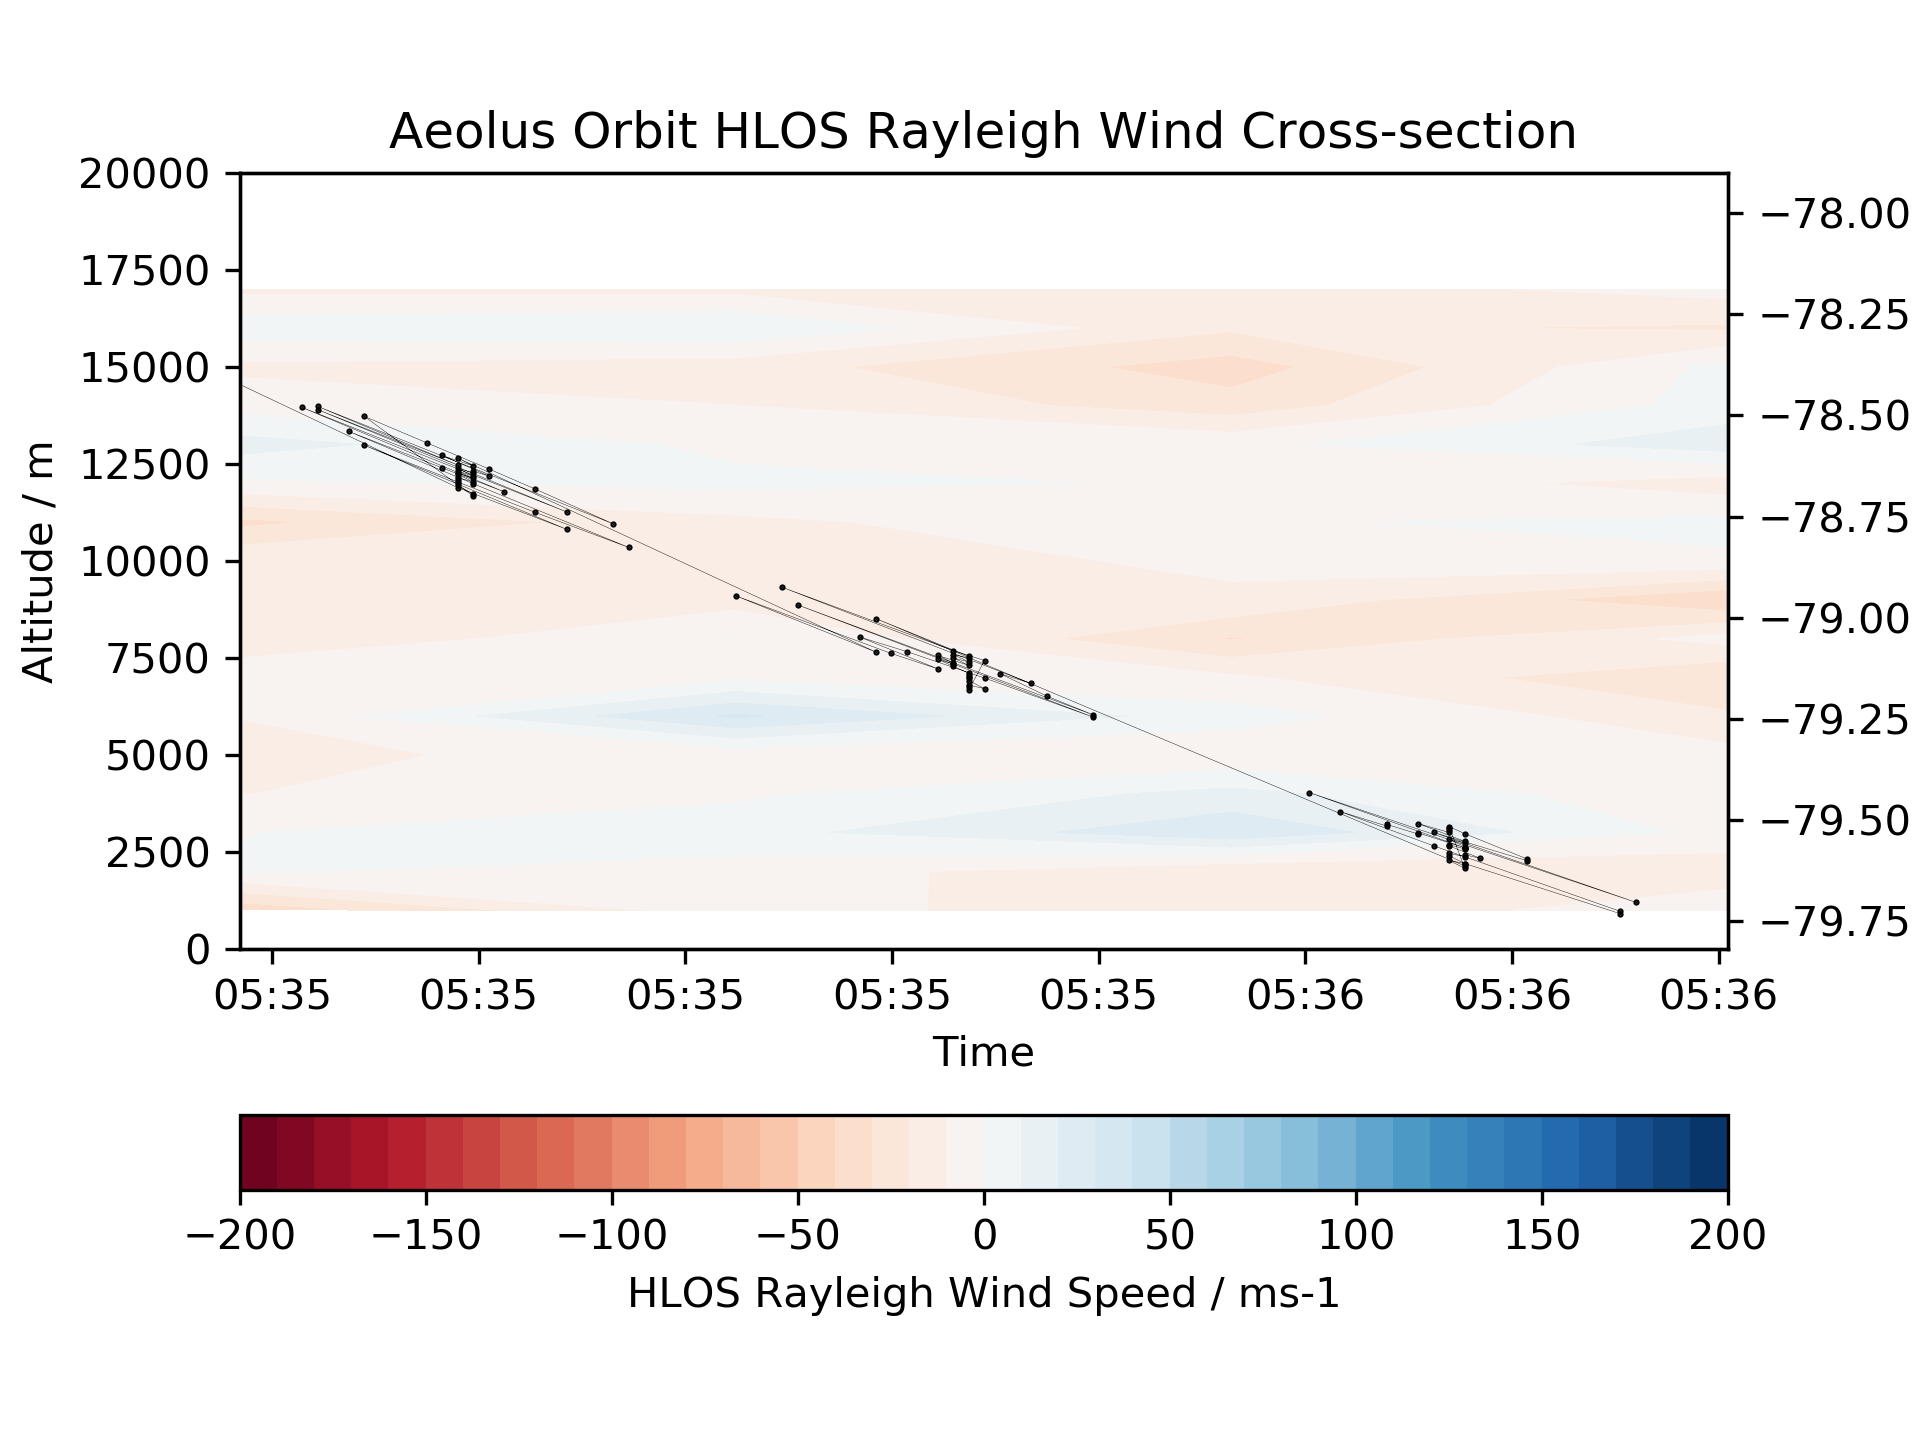 Aeolus Orbit HLOS Rayleigh Wind Cross-section
20000
17500
15000
12500
10000
7500
5000
2500
0
Altitude / m
−78.00
−78.25
−78.50
−78.75
−79.00
−79.25
−79.50
−79.75
05:35 05:35 05:35 05:35 05:35 05:36 05:36 05:36
Time
−200 −150 −100 −50 0 50 100 150 200
HLOS Rayleigh Wind Speed / ms-1